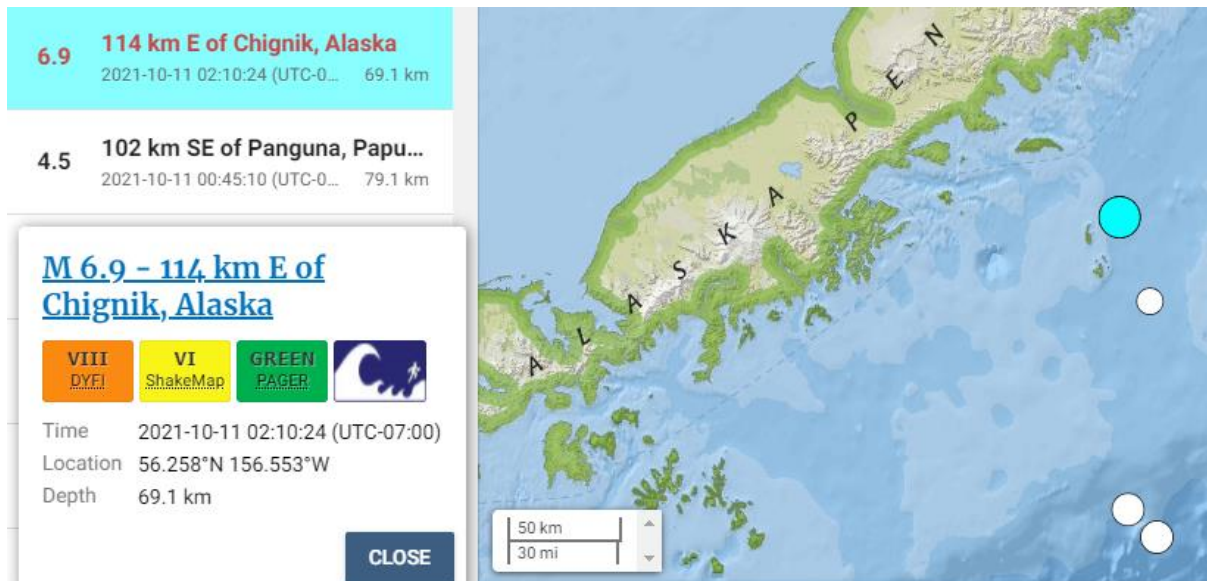 6.9
114 km E of Chignik, Alaska
2021-10-11 02:10:24 (UTC-0... 69.1 km
4.5
102 km SE of Panguna, Papu...
2021-10-11 00:45:10 (UTC-0... 79.1 km
M 6.9 - 114 km E of
Chignik, Alaska
VIII
DYFI
VI
ShakeMap
GREEN
PAGER
Time 2021-10-11 02:10:24 (UTC-07:00)
Location 56.258°N 156.553°W
Depth 69.1 km
CLOSE
ALASKA PEN
50 km
30 mi